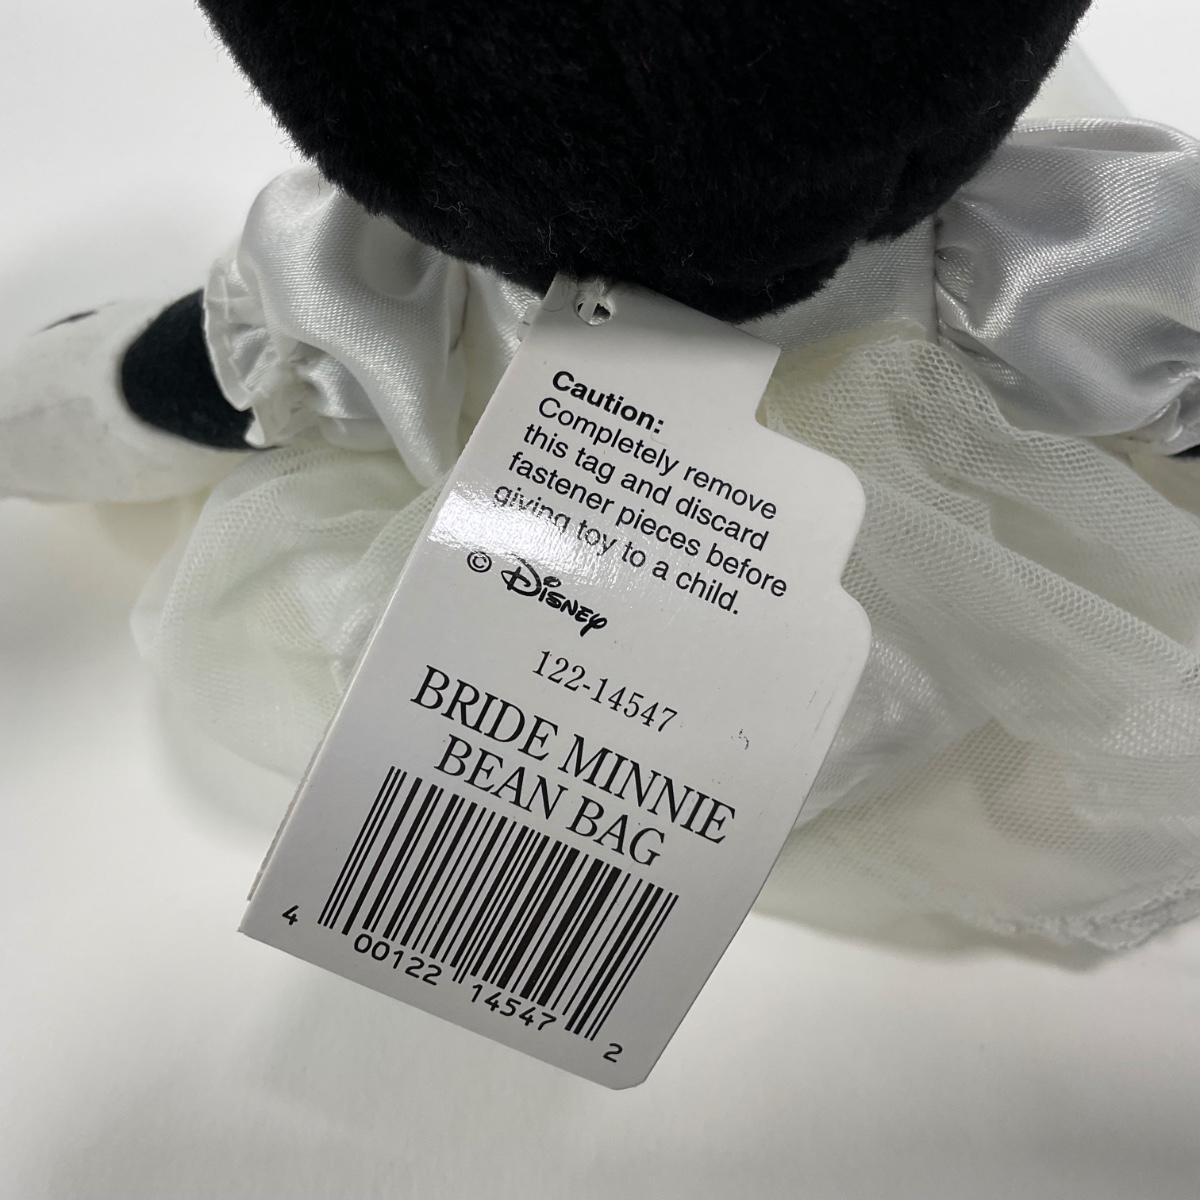 Caution:
Completely remove
this tag and discard
fastener pieces before
giving toy to a child.
© Disney
122-14547
BRIDE MINNIE
BEAN BAG
4 00122 14547 2